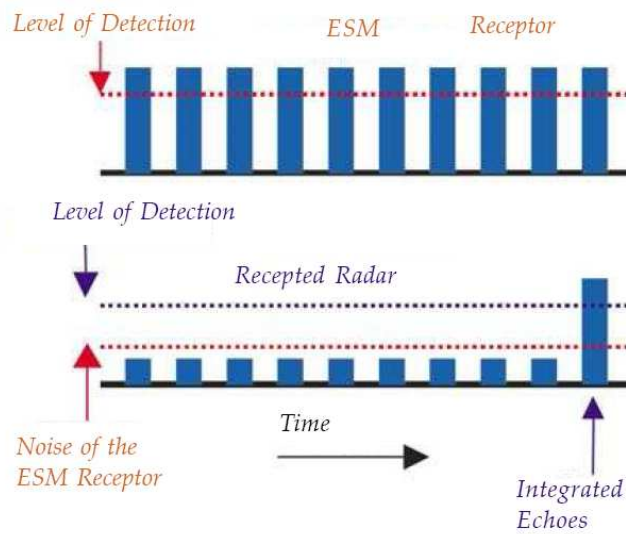 Level of Detection ESM Receptor
Level of Detection
Recepted Radar
Time
Noise of the
ESM Receptor
Integrated
Echoes